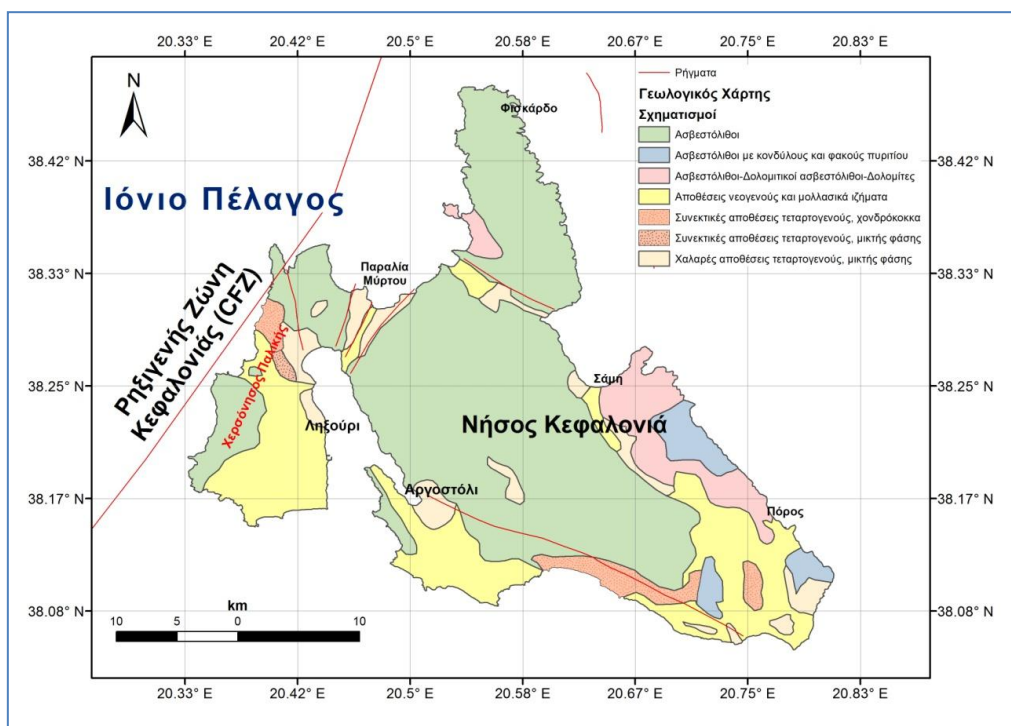 20.33° E 20.42° E 20.5° E 20.58° E 20.67° E 20.75° E 20.83° E
N
Ρήγματα
Γεωλογικός Χάρτης
Σχηματισμοί
Ασβεστόλιθοι
Ασβεστόλιθοι με κονδύλους και φακούς πυριτίου
Ασβεστόλιθοι-Δολομιτικοί ασβεστόλιθοι-Δολομίτες
Αποθέσεις νεογενούς και μολλασικά ιζήματα
Συνεκτικές αποθέσεις τεταρτογενούς, χονδρόκοκκα
Συνεκτικές αποθέσεις τεταρτογενούς, μικτής φάσης
Χαλαρές αποθέσεις τεταρτογενούς, μικτής φάσης
Φισκάρδο
38.42° N 38.42° N
Ιόνιο Πέλαγος
38.33° N 38.33° N
Παραλία
Μύρτου
Ρηξιγενής Ζώνη
Κεφαλονιάς (CFZ)
Χερσόνησος Παλικής
38.25° N 38.25° N
Σάμη
Ληξούρι
Νήσος Κεφαλονιά
Αργοστόλι
38.17° N 38.17° N
Πόρος
38.08° N 38.08° N
km
10 5 0 10
20.33° E 20.42° E 20.5° E 20.58° E 20.67° E 20.75° E 20.83° E